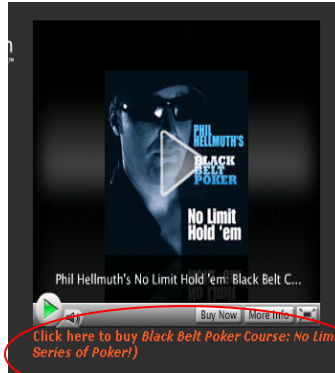 PHIL
HELLMUTH'S
BLACK
BELT
POKER
No Limit
Hold 'em
Phil Hellmuth's No Limit Hold 'em: Black Belt C...
Buy Now More Info
Click here to buy Black Belt Poker Course: No Lim
Series of Poker!)